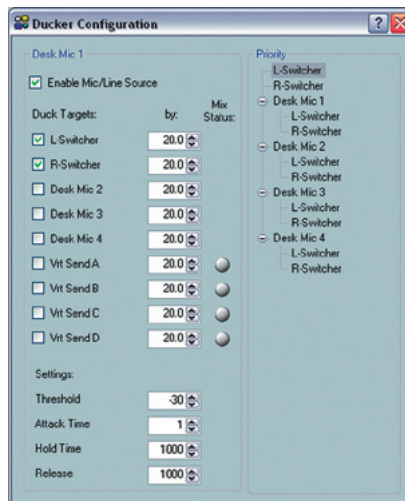 Ducker Configuration
Desk Mic 1
Enable Mic/Line Source
Duck Targets: by: Mix Status:
L-Switcher 20.0
R-Switcher 20.0
Desk Mic 2 20.0
Desk Mic 3 20.0
Desk Mic 4 20.0
Vrt Send A 20.0
Vrt Send B 20.0
Vrt Send C 20.0
Vrt Send D 20.0
Settings:
Threshold -30
Attack Time 1
Hold Time 1000
Release 1000
Priority
L-Switcher
R-Switcher
Desk Mic 1
L-Switcher
R-Switcher
Desk Mic 2
L-Switcher
R-Switcher
Desk Mic 3
L-Switcher
R-Switcher
Desk Mic 4
L-Switcher
R-Switcher